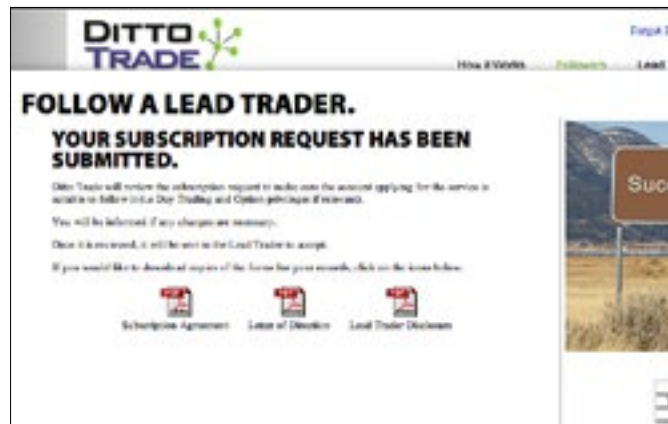 DITTO
TRADE
How it Works
Followers
Lead
FOLLOW A LEAD TRADER.
YOUR SUBSCRIPTION REQUEST HAS BEEN
SUBMITTED.
Ditto Trade will review the subscription request to make sure the account applying for the service is
suitable to follow (i.e. Day Trading and Option privileges if relevant).
You will be informed if any changes are necessary.
Once it is reviewed, it will be sent to the Lead Trader to accept.
If you would like to download copies of the forms for your records, click on the icons below.
Subscription Agreement
Letter of Direction
Lead Trader Disclosure
Succ